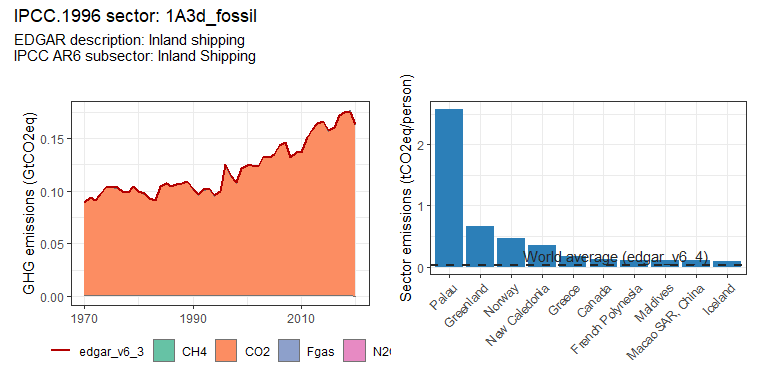 IPCC.1996 sector: 1A3d_fossil
EDGAR description: Inland shipping
IPCC AR6 subsector: Inland Shipping
GHG emissions (GtCO2eq)
0.15
0.10
0.05
0.00
1970
1990
2010
edgar_v6_3
CH4
CO2
Fgas
N2
Sector emissions (tCO2eq/person)
2
1
0
World average (edgar_v6_4)
Palau
Greenland
Norway
New Caledonia
Greece
Canada
French Polynesia
Maldives
Macao SAR, China
Iceland